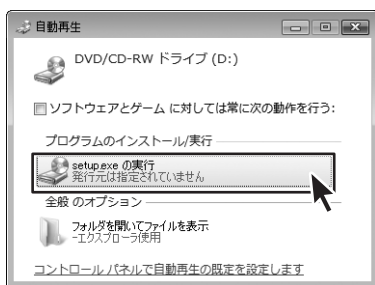 自動再生
DVD/CD-RW ドライブ (D:)
ソフトウェアとゲーム に対しては常に次の動作を行う:
プログラムのインストール/実行
setup.exe の実行
発行元は指定されていません
全般 のオプション
フォルダを開いてファイルを表示
-エクスプローラ使用
コントロール パネルで自動再生の既定を設定します